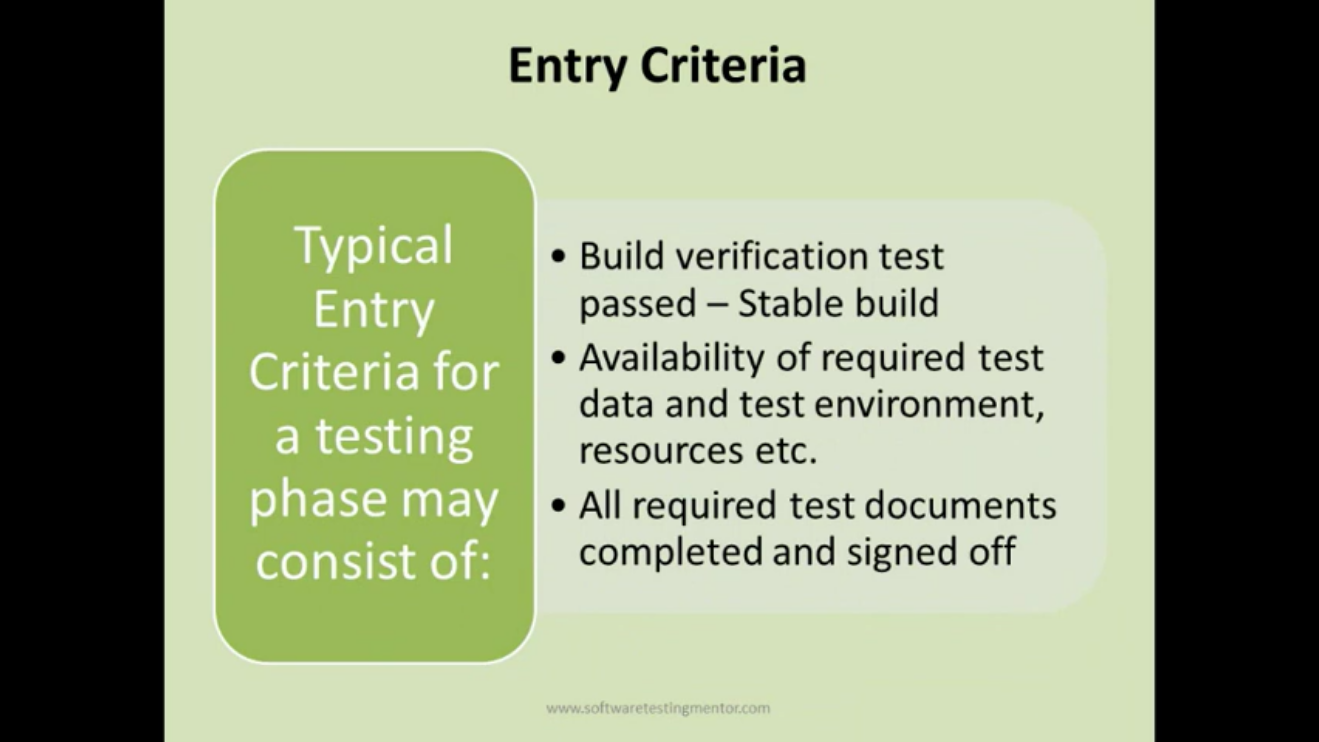 Entry Criteria
Typical
Entry
Criteria for
a testing
phase may
consist of:
• Build verification test
passed – Stable build
• Availability of required test
data and test environment,
resources etc.
• All required test documents
completed and signed off
www.softwaretestingmentor.com